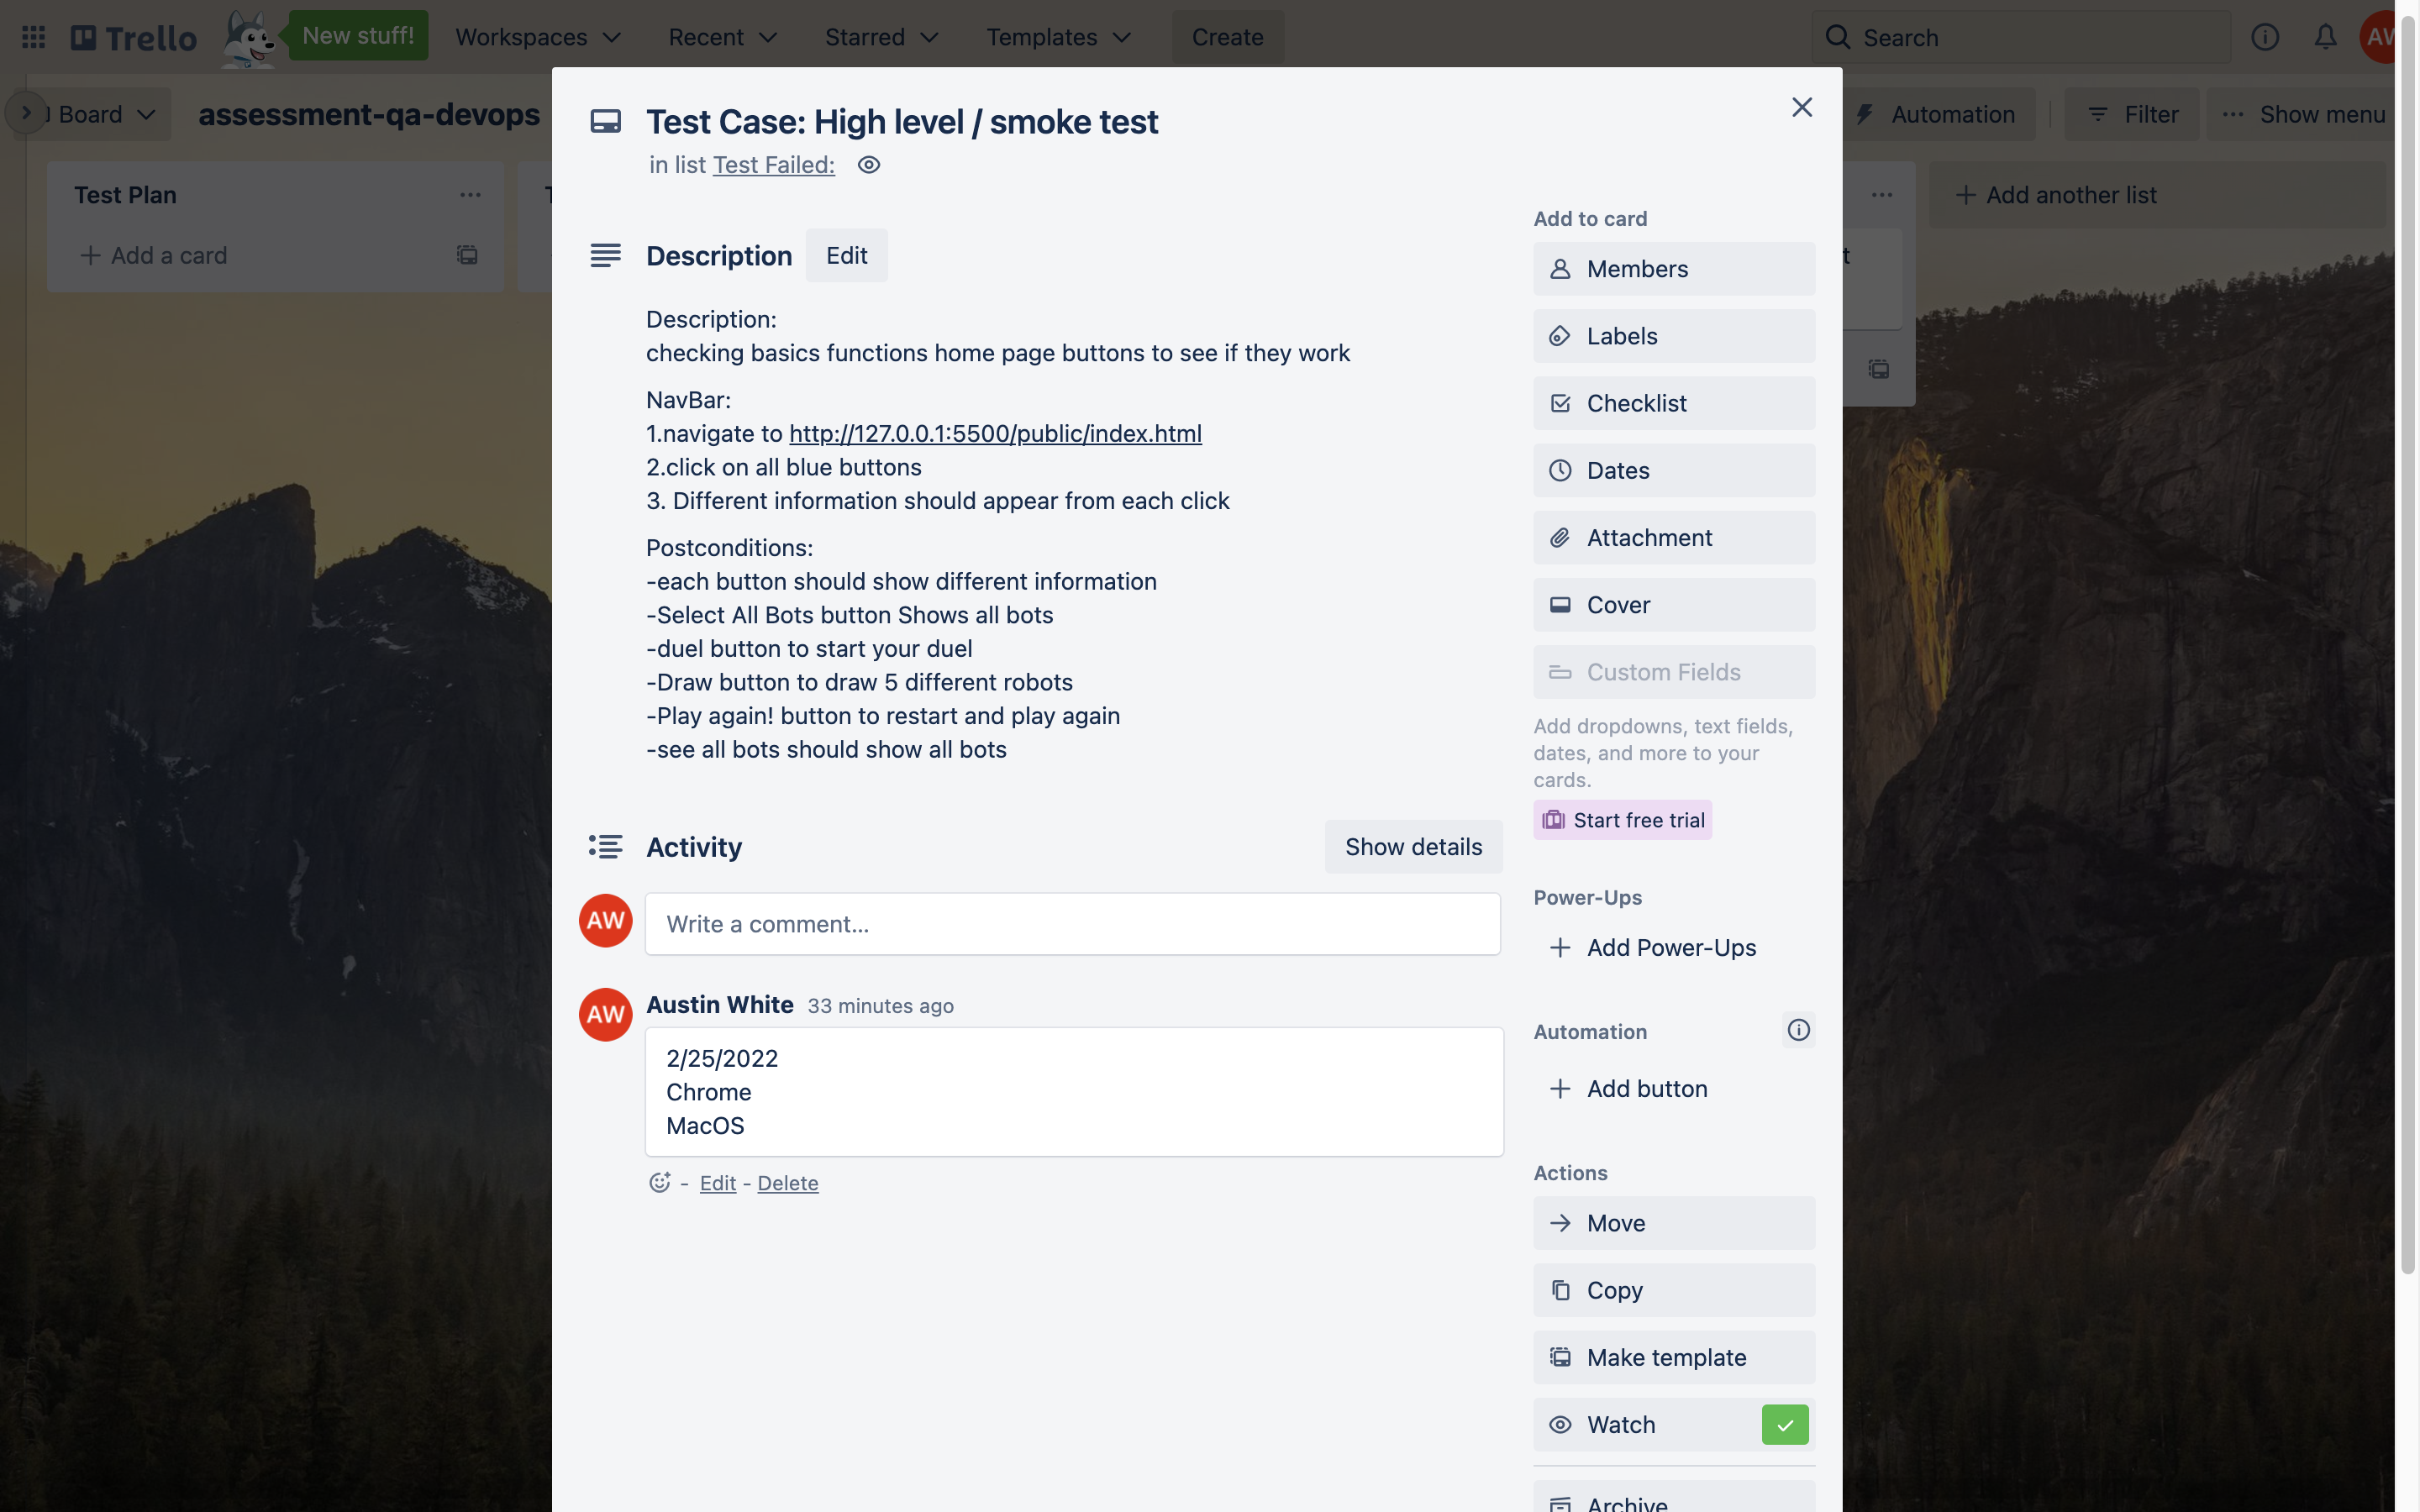 Trello
New stuff!
Workspaces
Recent
Starred
Templates
Create
Search
AW
Board
assessment-qa-devops
Automation
Filter
Show menu
Test Plan
Add a card
Add another list
Test Case: High level / smoke test
in list Test Failed:
Description
Edit
Description:
checking basics functions home page buttons to see if they work
NavBar:
1.navigate to http://127.0.0.1:5500/public/index.html
2.click on all blue buttons
3. Different information should appear from each click
Postconditions:
-each button should show different information
-Select All Bots button Shows all bots
-duel button to start your duel
-Draw button to draw 5 different robots
-Play again! button to restart and play again
-see all bots should show all bots
Activity
Show details
AW
Write a comment...
AW
Austin White 33 minutes ago
2/25/2022
Chrome
MacOS
- Edit - Delete
Add to card
Members
Labels
Checklist
Dates
Attachment
Cover
Custom Fields
Add dropdowns, text fields,
dates, and more to your
cards.
Start free trial
Power-Ups
Add Power-Ups
Automation
Add button
Actions
Move
Copy
Make template
Watch
Archive